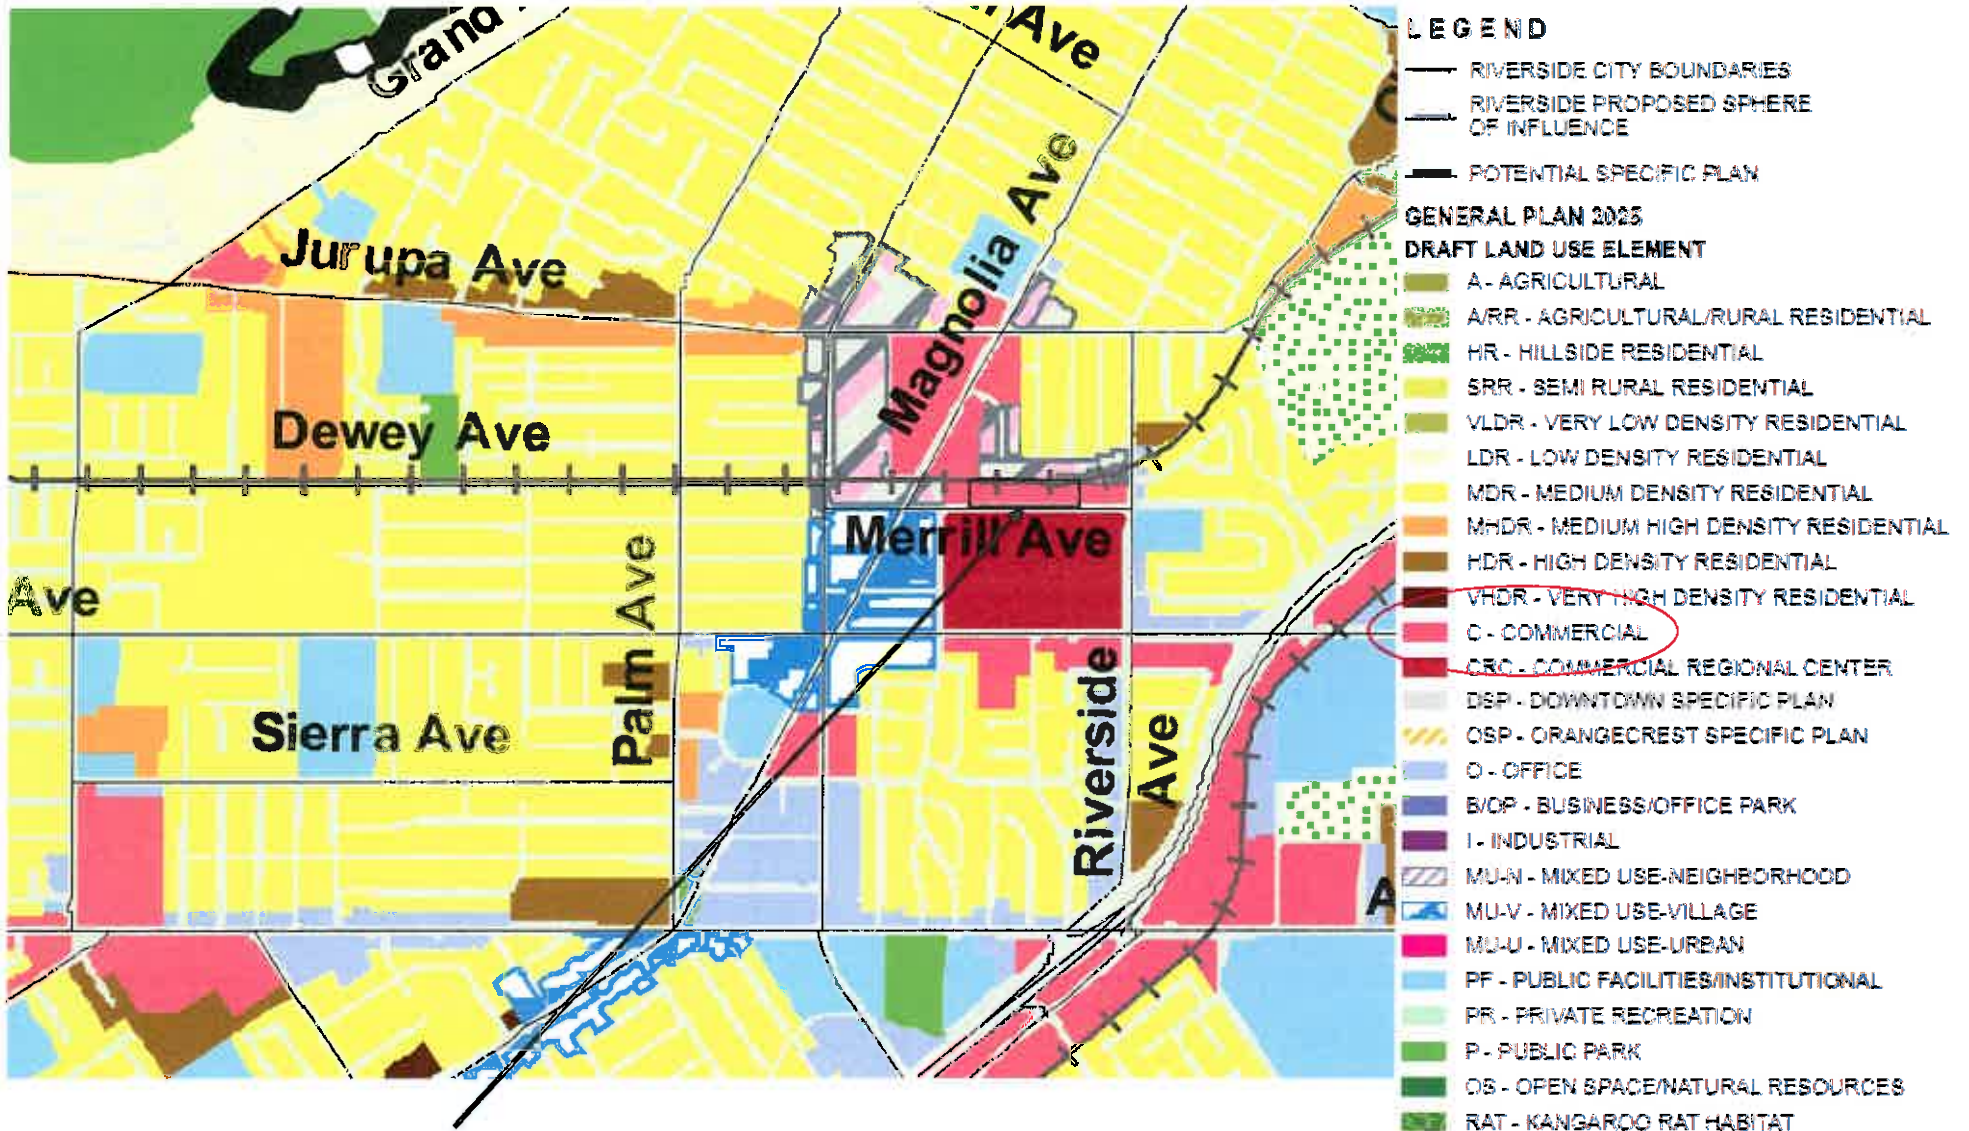 Grand
Ave
Magnolia Ave
Jurupa Ave
Dewey Ave
Merrill Ave
Palm Ave
Ave
Sierra Ave
Riverside
Ave
A
LEGEND
RIVERSIDE CITY BOUNDARIES
RIVERSIDE PROPOSED SPHERE
OF INFLUENCE
POTENTIAL SPECIFIC PLAN
GENERAL PLAN 2025
DRAFT LAND USE ELEMENT
A - AGRICULTURAL
A/RR - AGRICULTURAL/RURAL RESIDENTIAL
HR - HILLSIDE RESIDENTIAL
SRR - SEMI RURAL RESIDENTIAL
VLDR - VERY LOW DENSITY RESIDENTIAL
LDR - LOW DENSITY RESIDENTIAL
MDR - MEDIUM DENSITY RESIDENTIAL
MHDR - MEDIUM HIGH DENSITY RESIDENTIAL
HDR - HIGH DENSITY RESIDENTIAL
VHDR - VERY HIGH DENSITY RESIDENTIAL
C - COMMERCIAL
CRC - COMMERCIAL REGIONAL CENTER
DSP - DOWNTOWN SPECIFIC PLAN
OSP - ORANGECREST SPECIFIC PLAN
O - OFFICE
B/OP - BUSINESS/OFFICE PARK
I - INDUSTRIAL
MU-N - MIXED USE-NEIGHBORHOOD
MU-V - MIXED USE-VILLAGE
MU-U - MIXED USE-URBAN
PF - PUBLIC FACILITIES/INSTITUTIONAL
PR - PRIVATE RECREATION
P - PUBLIC PARK
OS - OPEN SPACE/NATURAL RESOURCES
RAT - KANGAROO RAT HABITAT